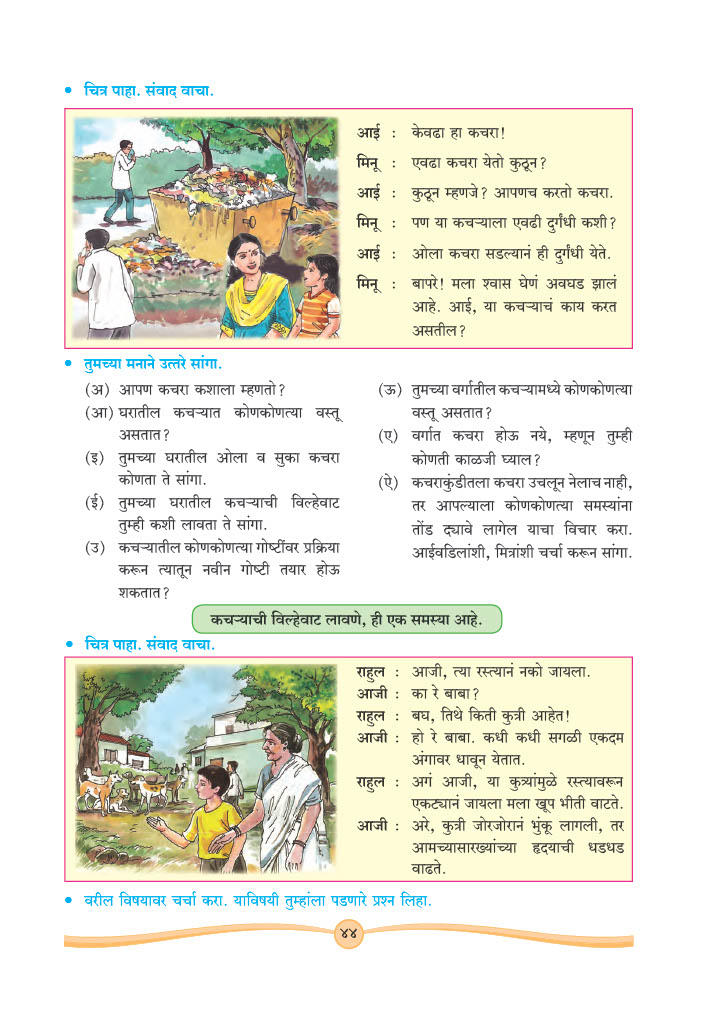 • चित्र पाहा. संवाद वाचा.
आई : केवढा हा कचरा!
मिनू : एवढा कचरा येतो कुठून?
आई : कुठून म्हणजे? आपणच करतो कचरा.
मिनू : पण या कचऱ्याला एवढी दुर्गंधी कशी?
आई : ओला कचरा सडल्यानं ही दुर्गंधी येते.
मिनू : बापरे! मला श्वास घेणं अवघड झालं
आहे. आई, या कचऱ्याचं काय करत
असतील?
• तुमच्या मनाने उत्तरे सांगा.
(अ) आपण कचरा कशाला म्हणतो?
(आ) घरातील कचऱ्यात कोणकोणत्या वस्तू
असतात?
(इ) तुमच्या घरातील ओला व सुका कचरा
कोणता ते सांगा.
(ई) तुमच्या घरातील कचऱ्याची विल्हेवाट
तुम्ही कशी लावता ते सांगा.
(उ) कचऱ्यातील कोणकोणत्या गोष्टींवर प्रक्रिया
करून त्यातून नवीन गोष्टी तयार होऊ
शकतात?
(ऊ) तुमच्या वर्गातील कचऱ्यामध्ये कोणकोणत्या
वस्तू असतात?
(ए) वर्गात कचरा होऊ नये, म्हणून तुम्ही
कोणती काळजी घ्याल?
(ऐ) कचराकुंडीतला कचरा उचलून नेलाच नाही,
तर आपल्याला कोणकोणत्या समस्यांना
तोंड द्यावे लागेल याचा विचार करा.
आईवडिलांशी, मित्रांशी चर्चा करून सांगा.
कचऱ्याची विल्हेवाट लावणे, ही एक समस्या आहे.
• चित्र पाहा. संवाद वाचा.
राहुल : आजी, त्या रस्त्यानं नको जायला.
आजी : का रे बाबा?
राहुल : बघ, तिथे किती कुत्री आहेत!
आजी : हो रे बाबा. कधी कधी सगळी एकदम
अंगावर धावून येतात.
राहुल : अगं आजी, या कुत्र्यांमुळे रस्त्यावरून
एकट्यानं जायला मला खूप भीती वाटते.
आजी : अरे, कुत्री जोरजोरानं भुंकू लागली, तर
आमच्यासारख्यांच्या हृदयाची धडधड
वाढते.
• वरील विषयावर चर्चा करा. याविषयी तुम्हांला पडणारे प्रश्न लिहा.
४४